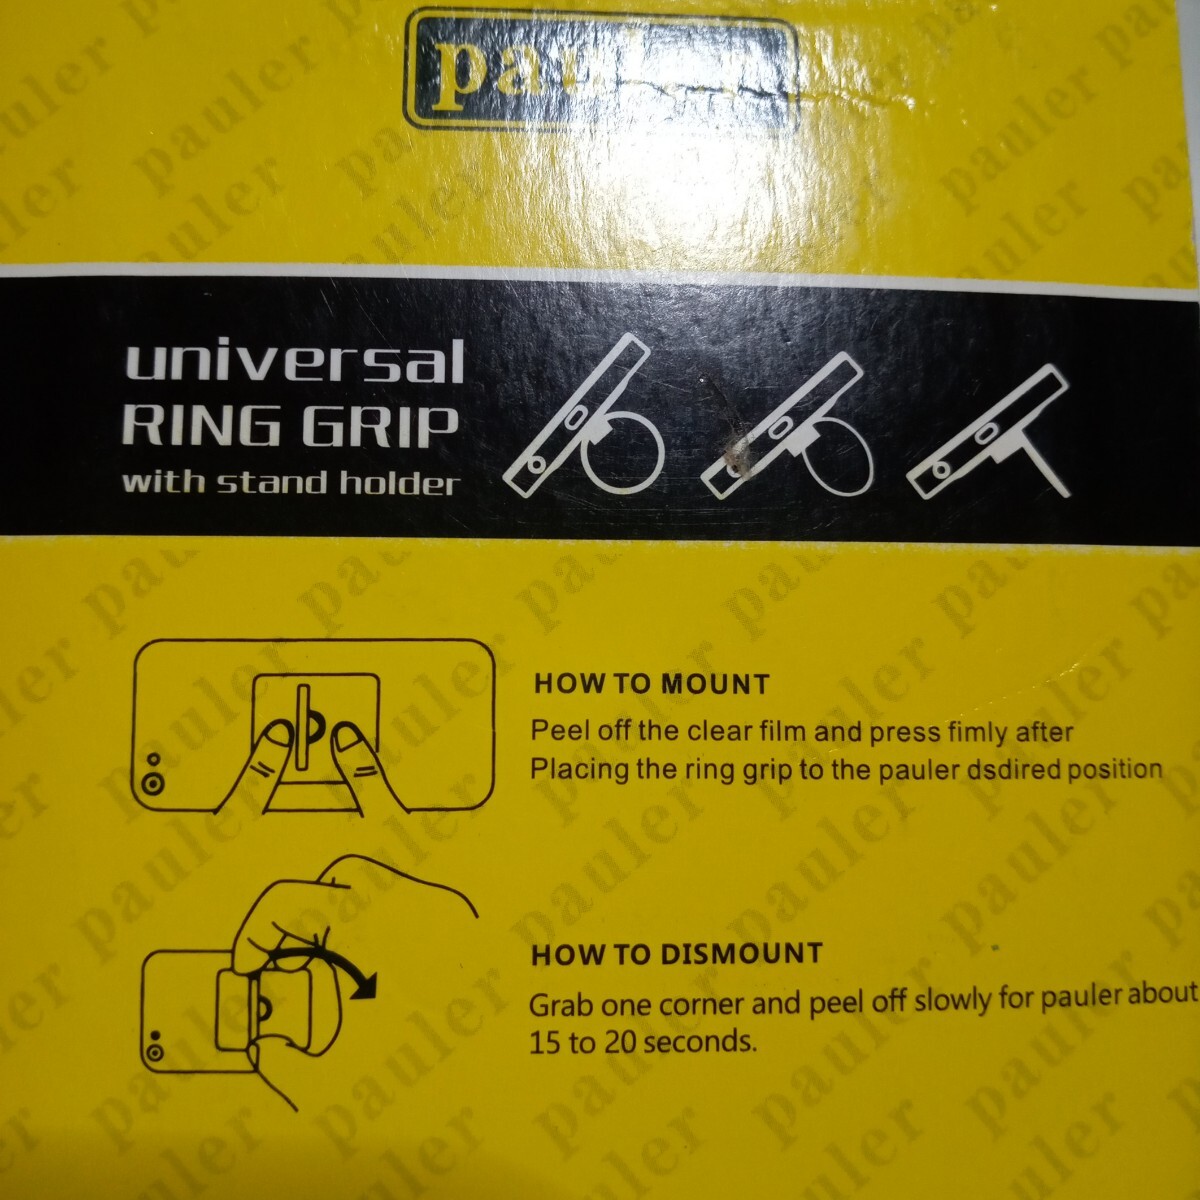 pauler
universal
RING GRIP
with stand holder
HOW TO MOUNT
Peel off the clear film and press fimly after
Placing the ring grip to the pauler dsdired position
HOW TO DISMOUNT
Grab one corner and peel off slowly for pauler about
15 to 20 seconds.